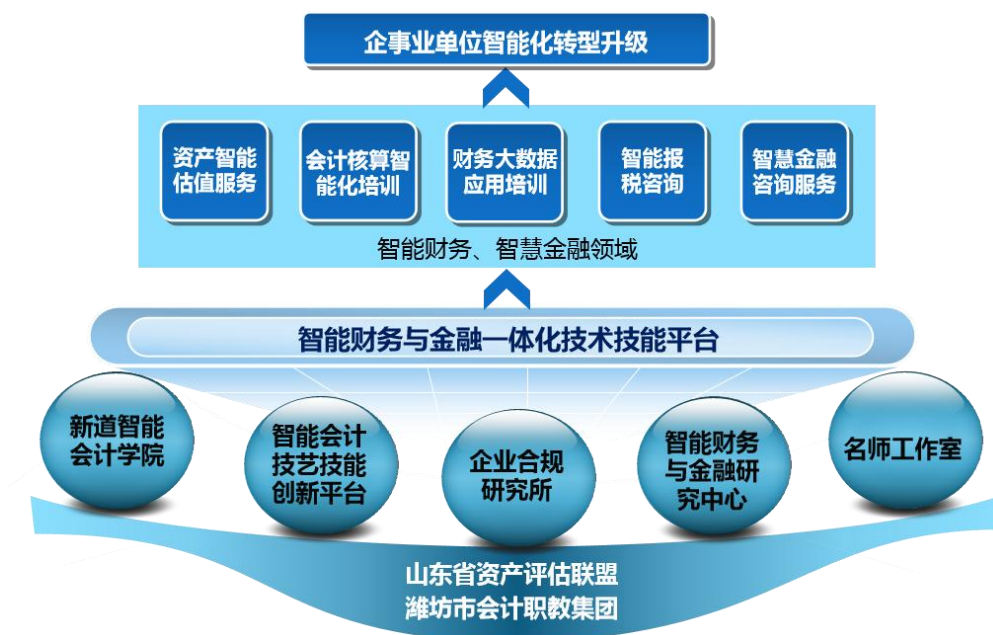 企事业单位智能化转型升级
资产智能
估值服务
会计核算智
能化培训
财务大数据
应用培训
智能报
税咨询
智慧金融
咨询服务
智能财务、智慧金融领域
智能财务与金融一体化技术技能平台
新道智能
会计学院
智能会计
技艺技能
创新平台
企业合规
研究所
智能财务
与金融研
究中心
名师工作室
山东省资产评估联盟
潍坊市会计职教集团